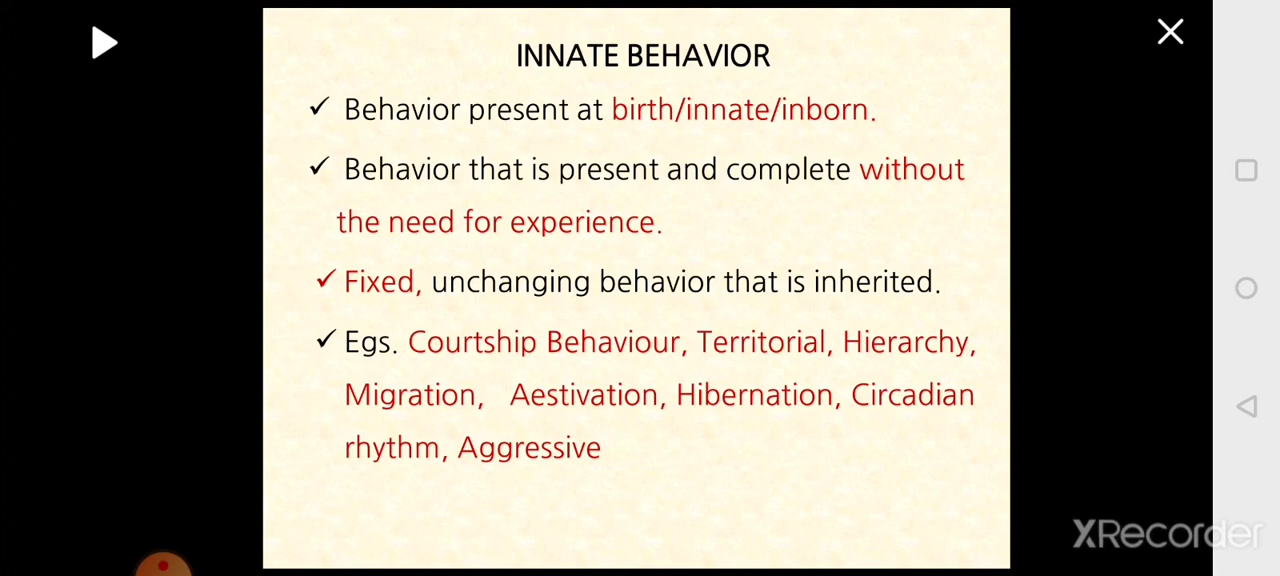 INNATE BEHAVIOR
✓ Behavior present at birth/innate/inborn.
✓ Behavior that is present and complete without
the need for experience.
✓ Fixed, unchanging behavior that is inherited.
✓ Egs. Courtship Behaviour, Territorial, Hierarchy,
Migration, Aestivation, Hibernation, Circadian
rhythm, Aggressive
XRecorder